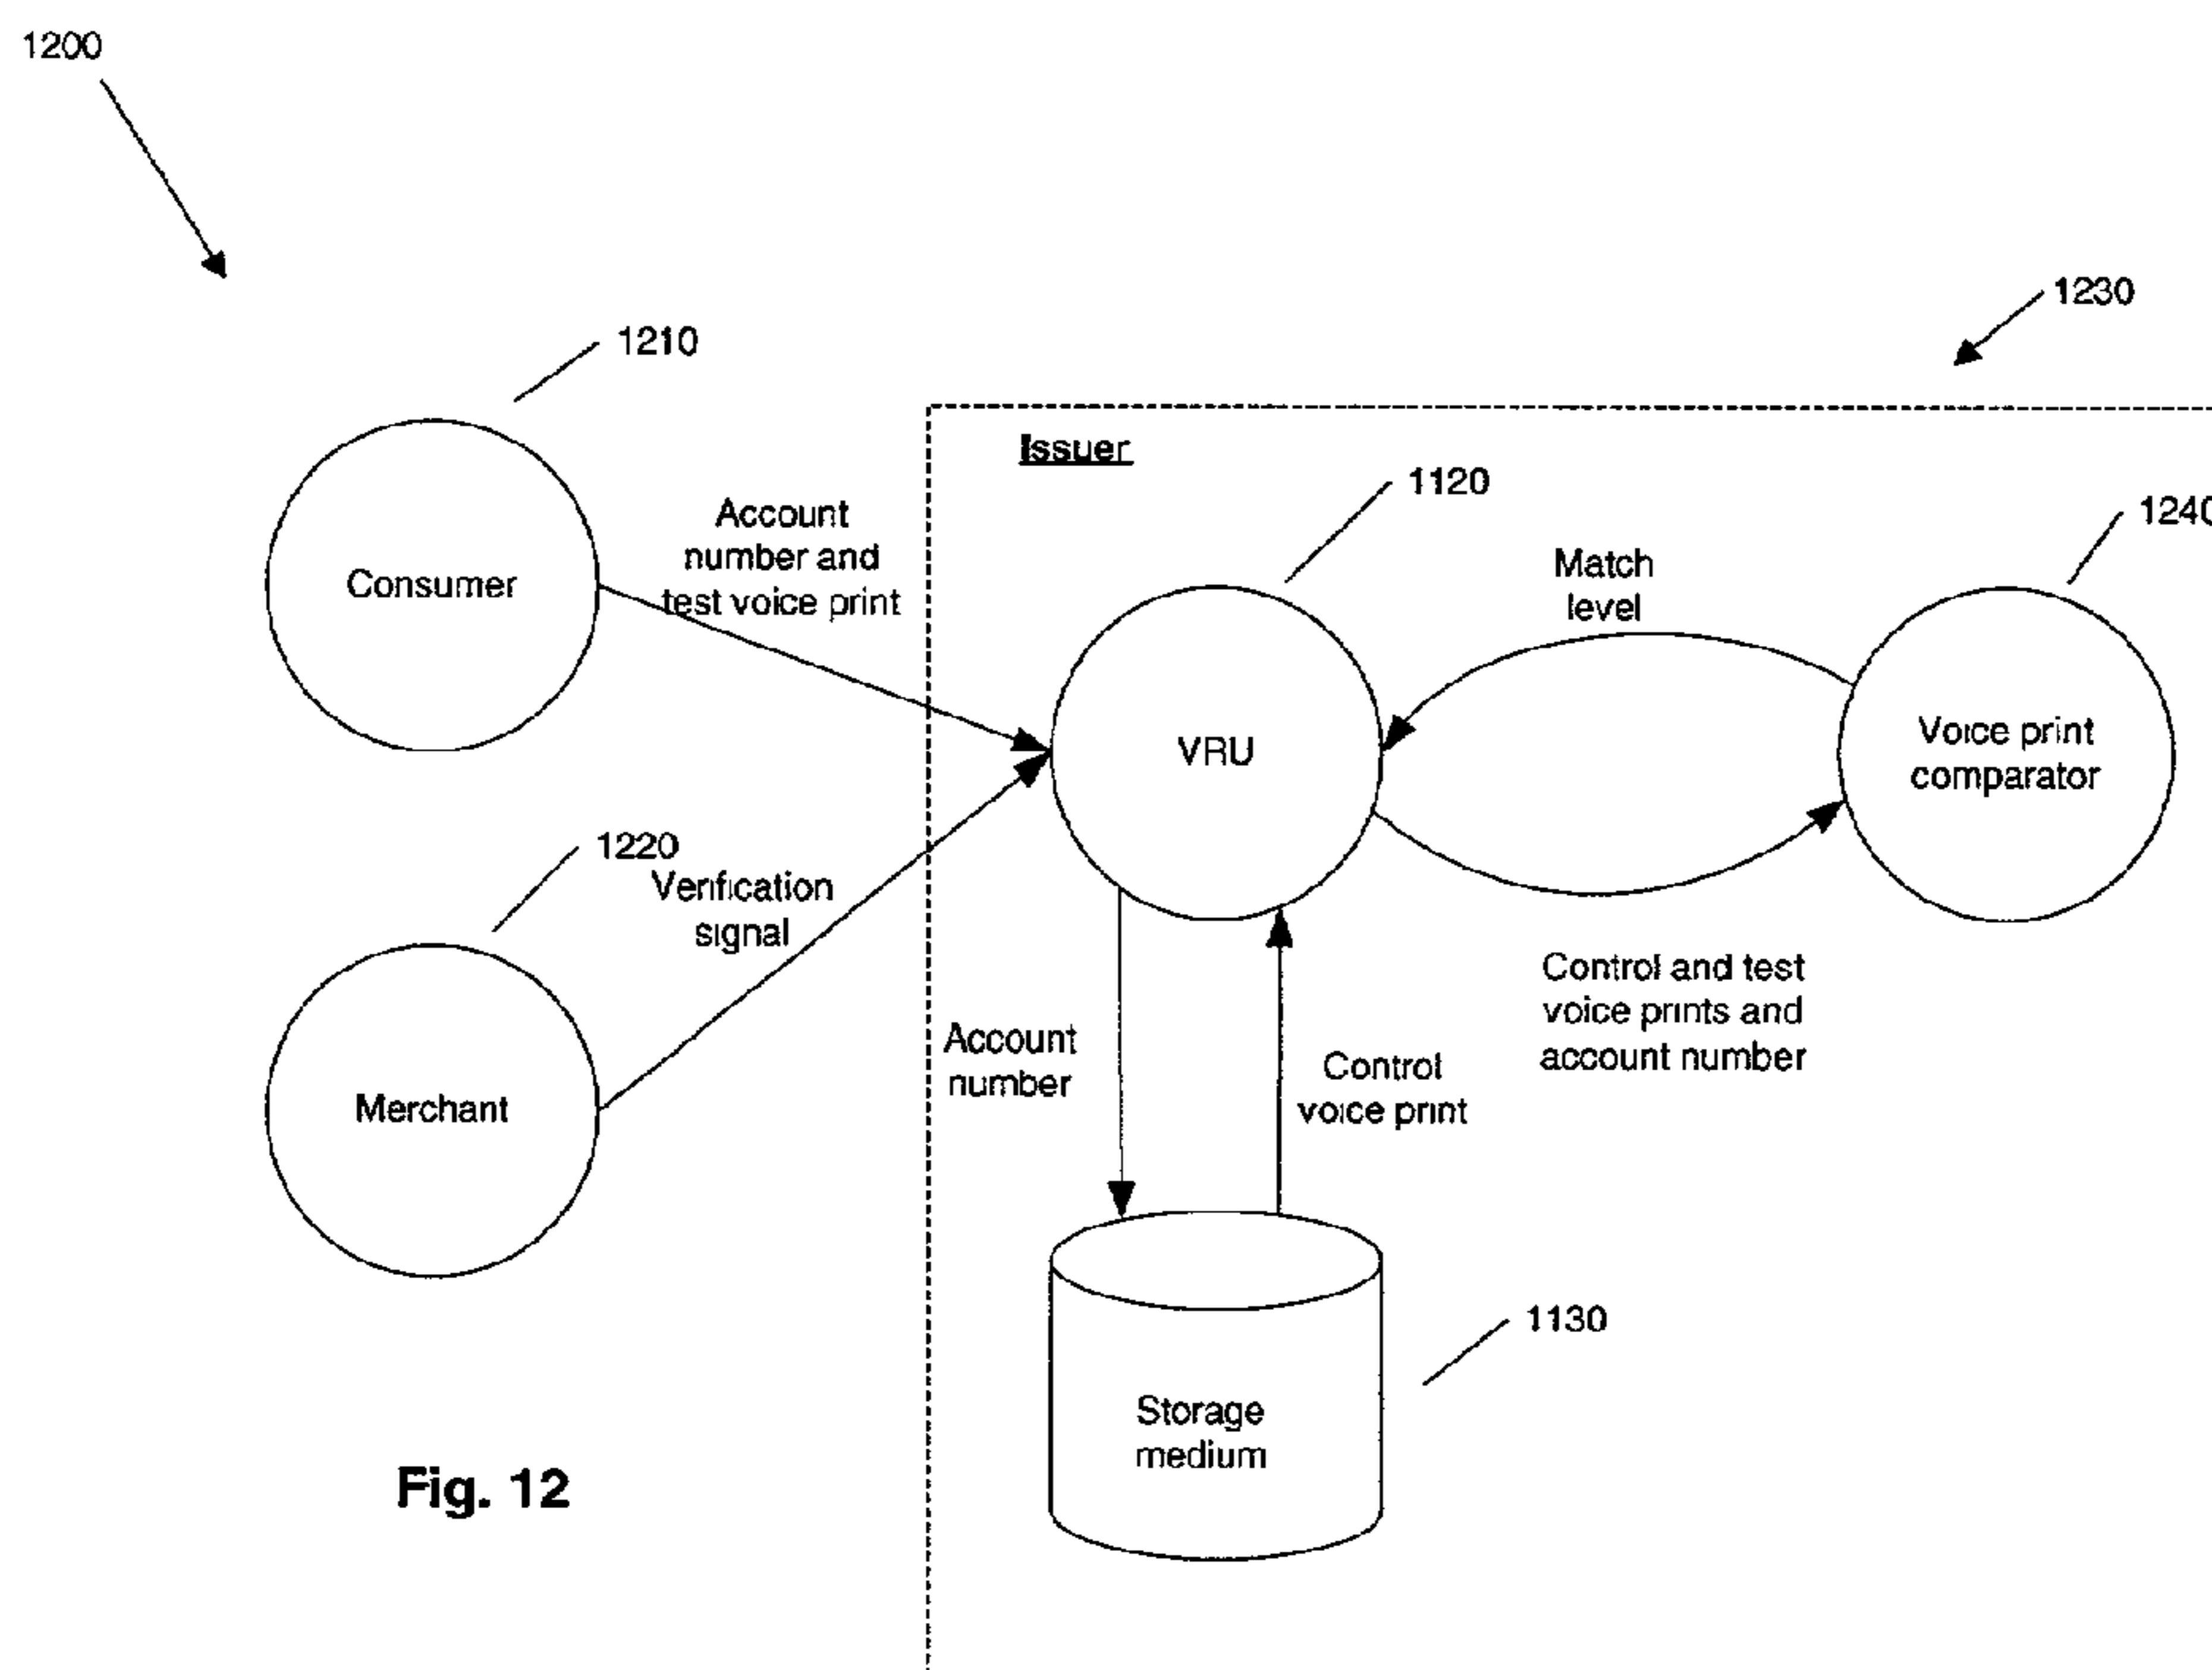 1200
1230
1210
Issuer
1120
1240
Account
number and
test voice print
Match
level
Consumer
VRU
Voice print
comparator
1220
Verification
signal
Control and test
voice prints and
account number
Account
number
Control
voice print
Merchant
1130
Storage
medium
Fig. 12